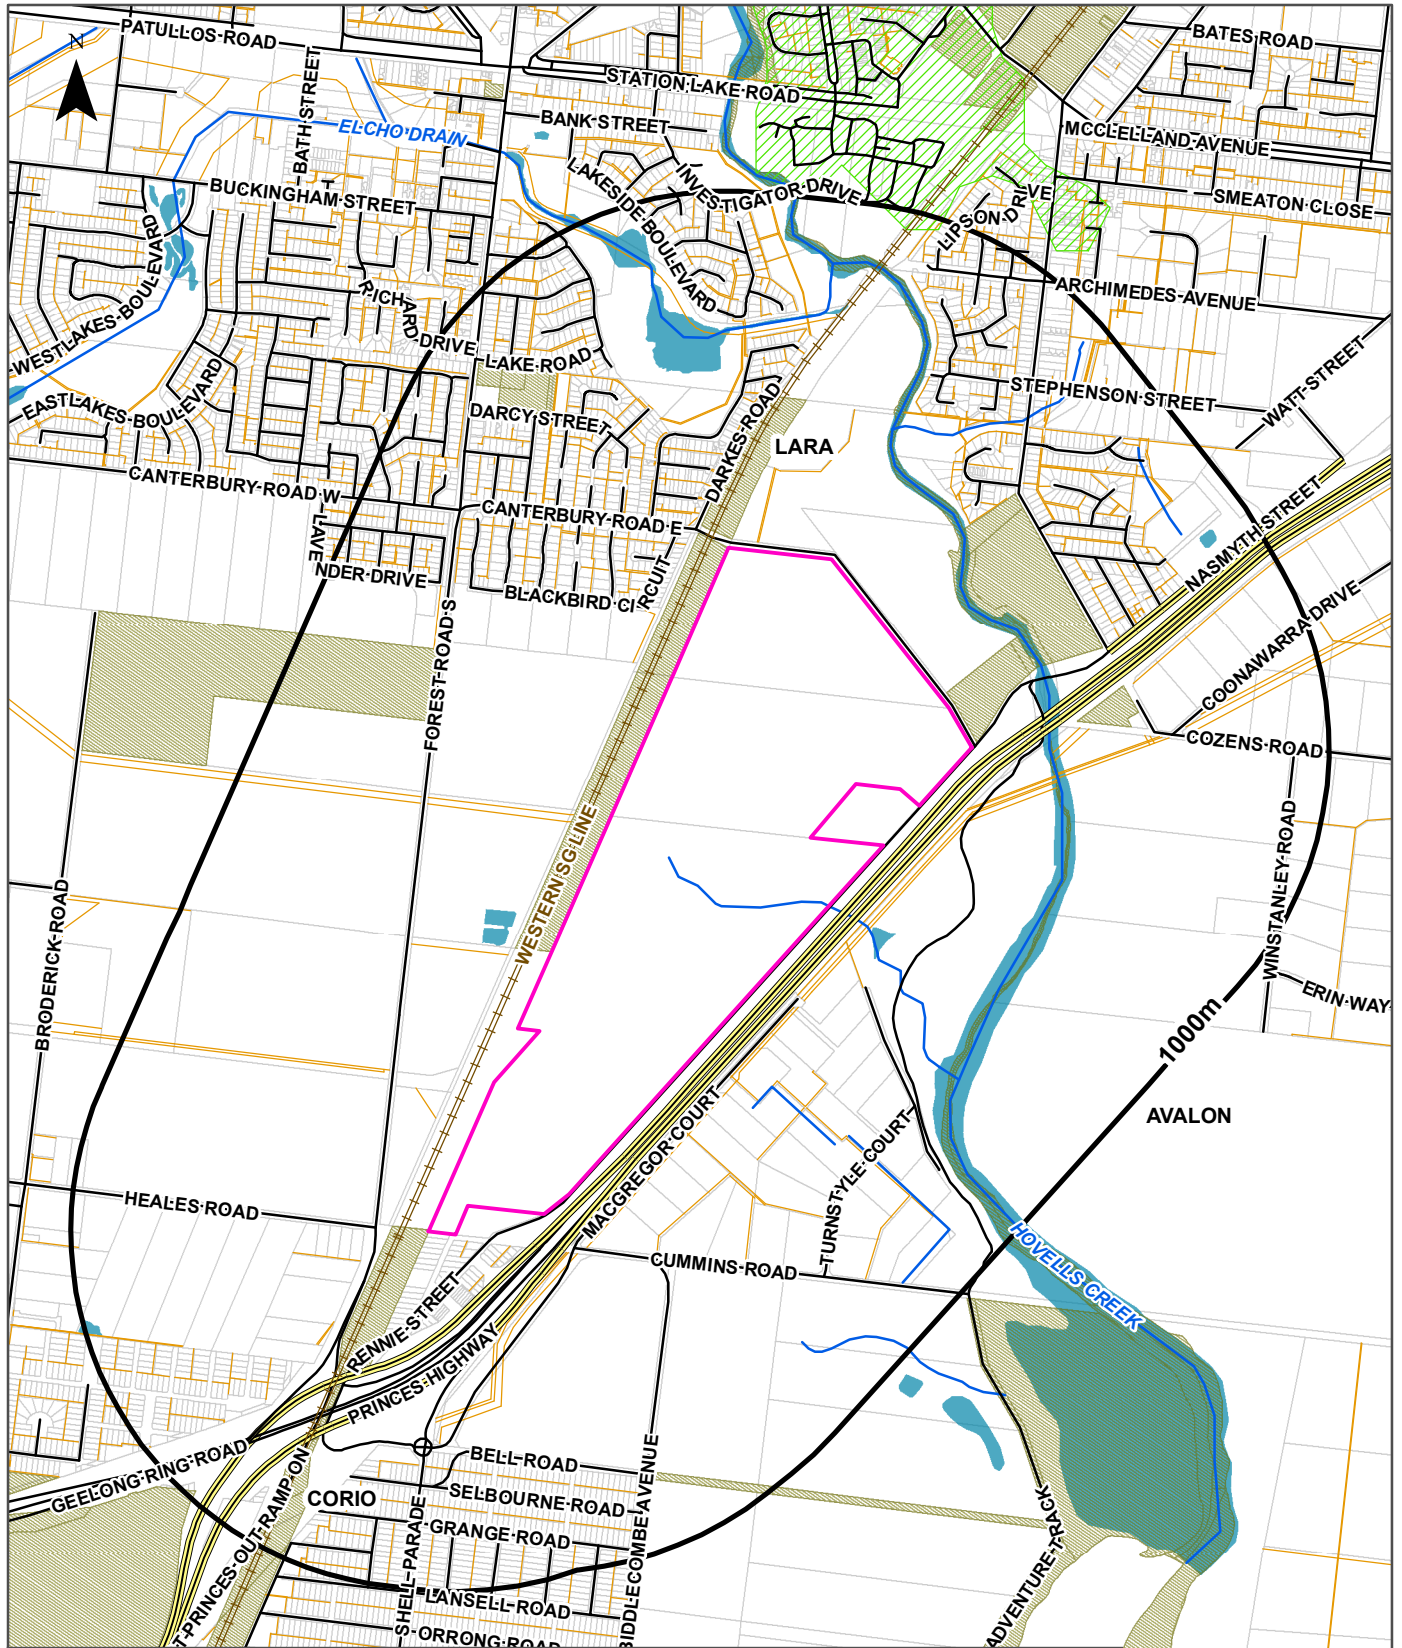 PATULLOS ROAD
N
BATH STREET
ELCHO DRAIN
STATION LAKE ROAD
BANK STREET
BATES ROAD
MCCLELLAND AVENUE
SMEATON CLOSE
BUCKINGHAM STREET
LAKESIDE BOULEVARD
INVESTIGATOR DRIVE
LIPSON DRIVE
ARCHIMEDES AVENUE
WESTLAKES BOULEVARD
RICHARD DRIVE
LAKE ROAD
EASTLAKES BOULEVARD
DARCY STREET
DARKES ROAD
LARA
STEPHENSON STREET
WATT STREET
CANTERBURY ROAD W
CANTERBURY ROAD E
LAVENDER DRIVE
BLACKBIRD CIRCUIT
NASMYTH STREET
COONAWARRA DRIVE
COZENS ROAD
FOREST ROAD S
WESTERN SG LINE
WINSTANLEY ROAD
ERIN WAY
BRODERICK ROAD
1000m
AVALON
MACGREGOR COURT
TURNSTYLE COURT
HEALES ROAD
CUMMINS ROAD
HOVELLS CREEK
RENNIE STREET
PRINCES HIGHWAY
GEELONG RING ROAD
T-PRINCES OUT RAMP ON
CORIO
BELL ROAD
SELBOURNE ROAD
GRANGE ROAD
LANSELL ROAD
ORRONG ROAD
SHELL PARADE
BIDDLECOMBE AVENUE
ADVENTURE TRACK